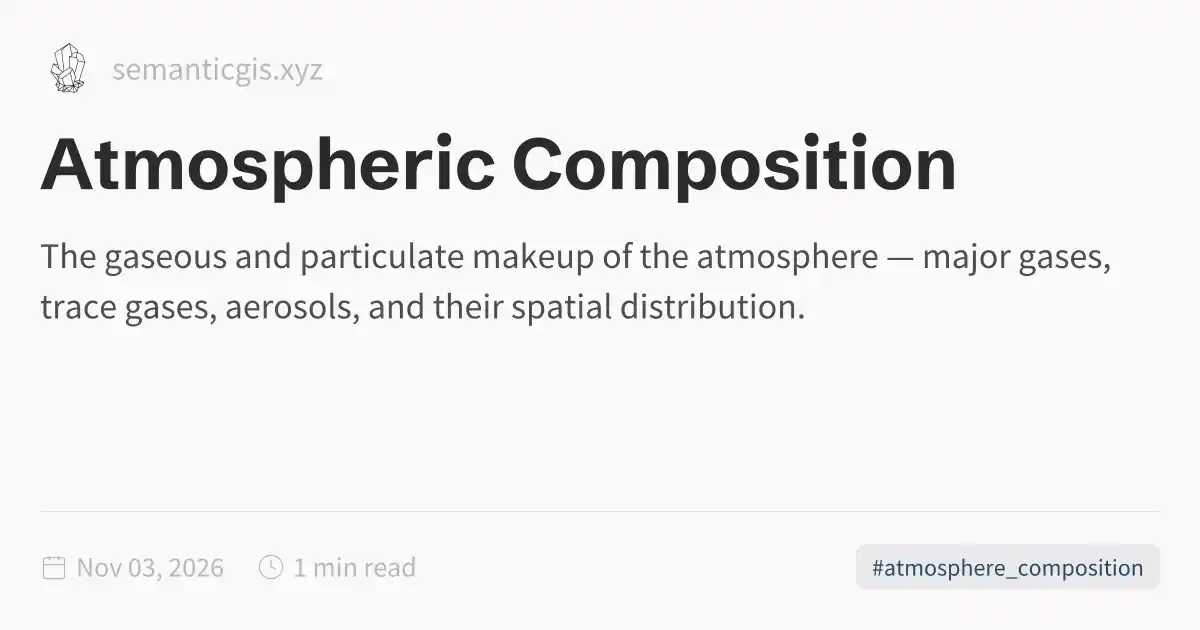 semanticgis.xyz
Atmospheric Composition
The gaseous and particulate makeup of the atmosphere — major gases,
trace gases, aerosols, and their spatial distribution.
Nov 03, 2026 1 min read #atmosphere_composition